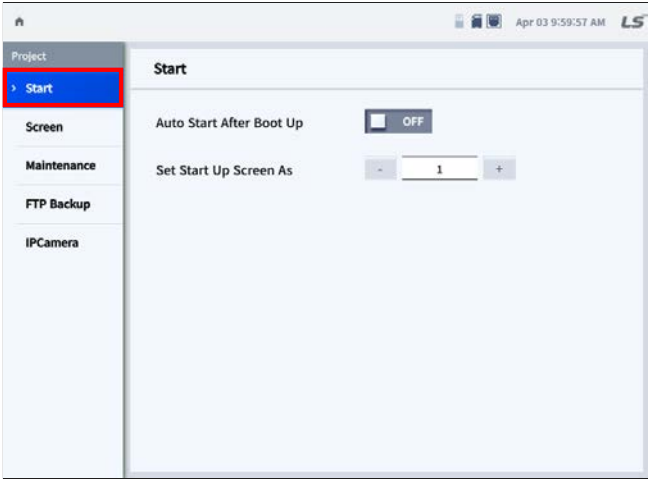 Apr 03 9:59:57 AM LS
Project
> Start
Screen
Maintenance
FTP Backup
IPCamera
Start
Auto Start After Boot Up OFF
Set Start Up Screen As - 1 +